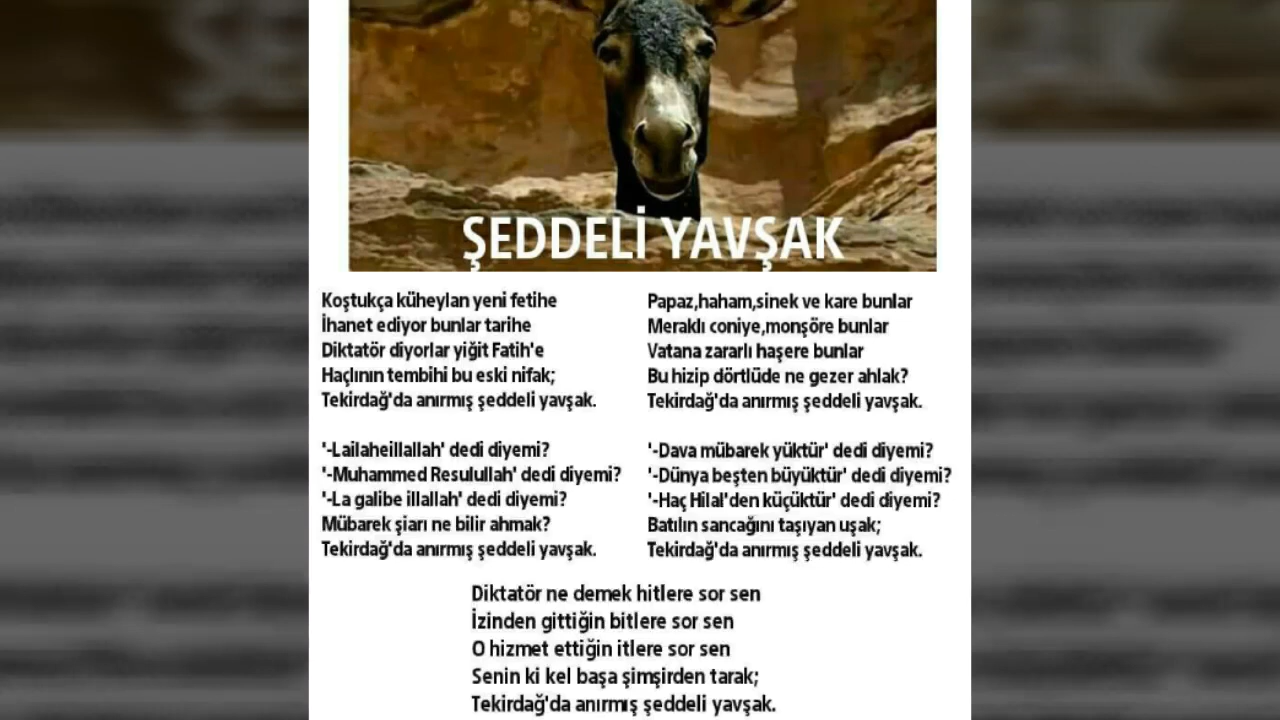 ŞEDDELİ YAVŞAK
Koştukça küheylan yeni fetihe
İhanet ediyor bunlar tarihe
Diktatör diyorlar yiğit Fatih'e
Haçlının tembihi bu eski nifak;
Tekirdağ'da anırmış şeddeli yavşak.
'-Lailaheillallah' dedi diyemi?
'-Muhammed Resulullah' dedi diyemi?
'-La galibe illallah' dedi diyemi?
Mübarek şiarı ne bilir ahmak?
Tekirdağ'da anırmış şeddeli yavşak.
Papaz,haham,sinek ve kare bunlar
Meraklı coniye,monşöre bunlar
Vatana zararlı haşere bunlar
Bu hizip dörtlüde ne gezer ahlak?
Tekirdağ'da anırmış şeddeli yavşak.
'-Dava mübarek yüktür' dedi diyemi?
'-Dünya beşten büyüktür' dedi diyemi?
'-Haç Hilal'den küçüktür' dedi diyemi?
Batılın sancağını taşıyan uşak;
Tekirdağ'da anırmış şeddeli yavşak.
Diktatör ne demek hitlere sor sen
İzinden gittiğin bitlere sor sen
O hizmet ettiğin itlere sor sen
Senin ki kel başa şimşirden tarak;
Tekirdağ'da anırmış şeddeli yavşak.